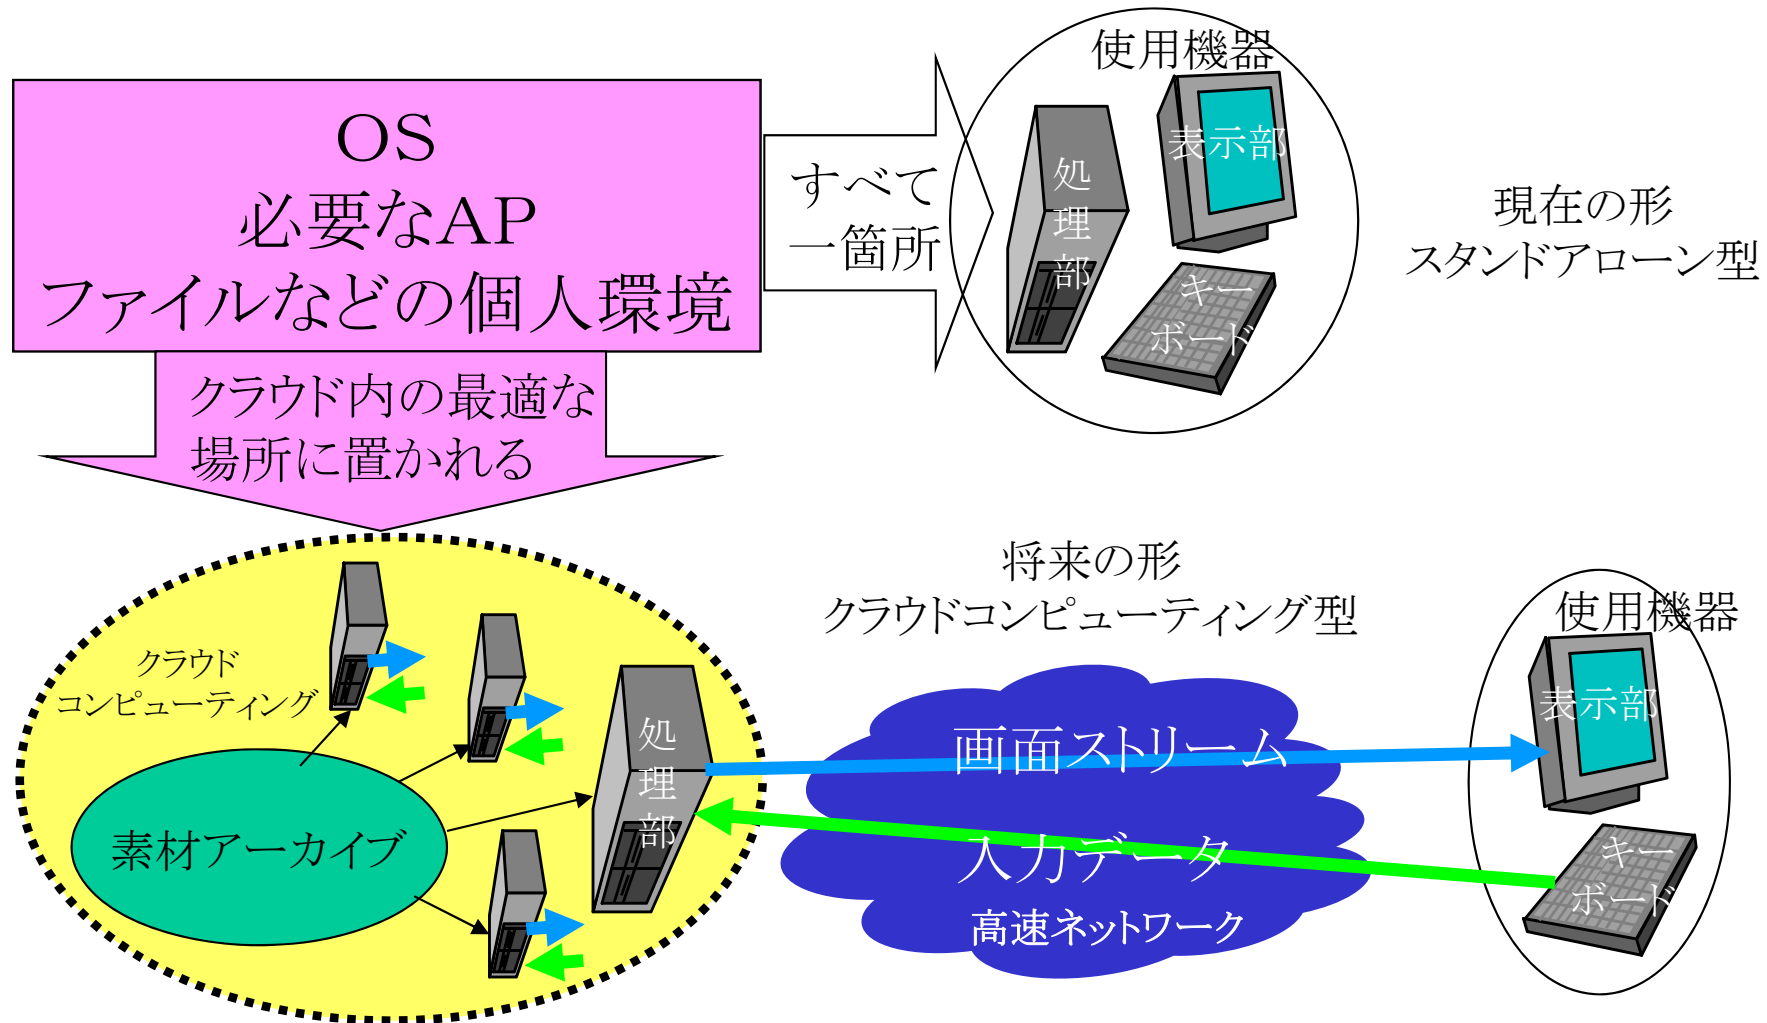 OS
必要なAP
ファイルなどの個人環境
すべて
一箇所
使用機器
処
理
部
表示部
キー
ボード
現在の形
スタンドアローン型
クラウド内の最適な
場所に置かれる
将来の形
クラウドコンピューティング型
クラウド
コンピューティング
素材アーカイブ
処
理
部
画面ストリーム
入力データ
高速ネットワーク
使用機器
表示部
キー
ボード